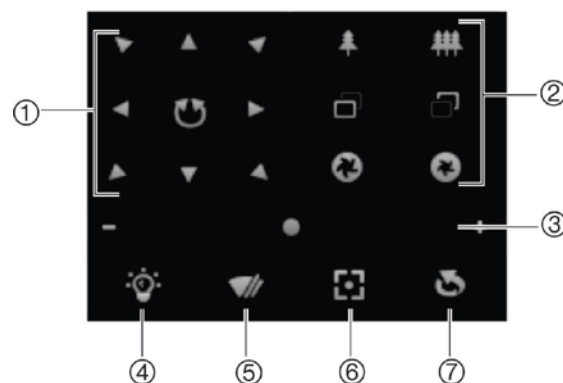 ①
②
③
④ ⑤ ⑥ ⑦